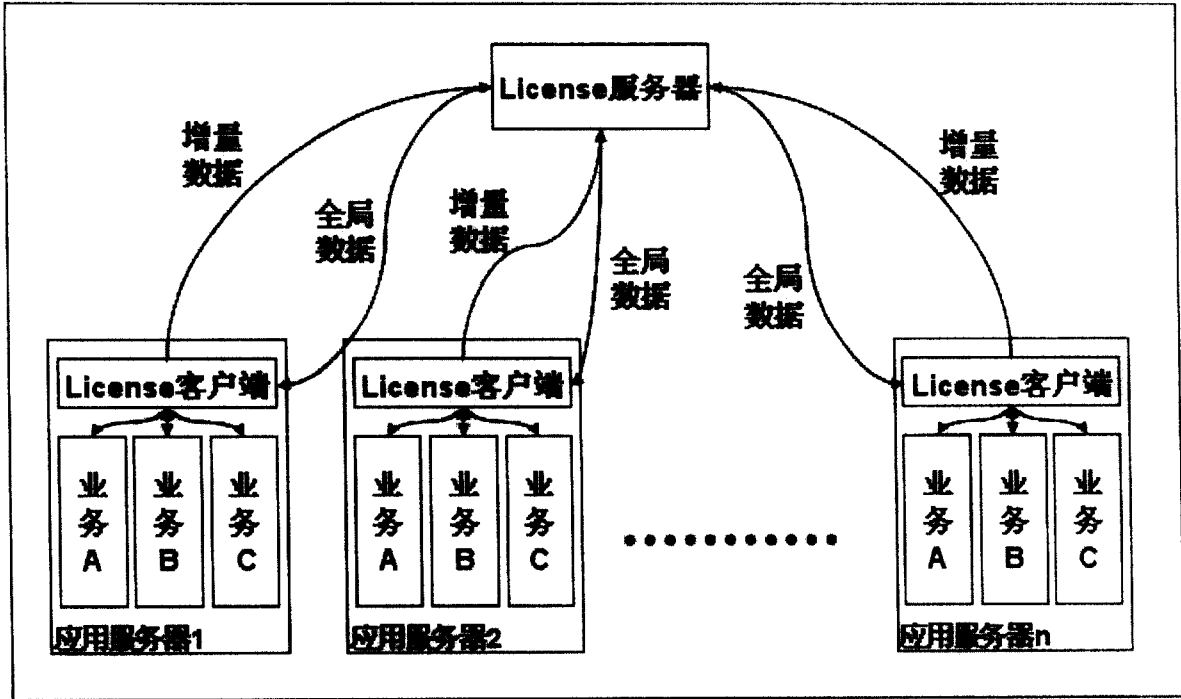 License服务器
增量
数据
全局
数据
增量
数据
全局
数据
全局
数据
增量
数据
License客户端
业
务
A
业
务
B
业
务
C
应用服务器1
License客户端
业
务
A
业
务
B
业
务
C
应用服务器2
License客户端
业
务
A
业
务
B
业
务
C
应用服务器n